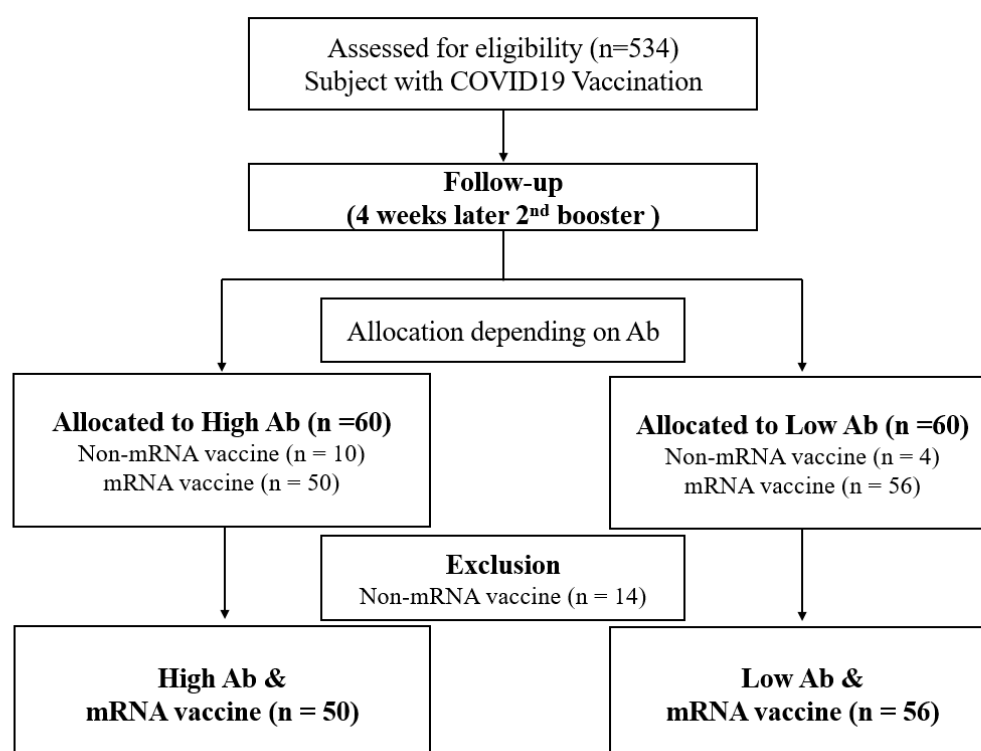 Assessed for eligibility (n=534)
Subject with COVID19 Vaccination
Follow-up
(4 weeks later 2nd booster )
Allocation depending on Ab
Allocated to High Ab (n =60)
Non-mRNA vaccine (n = 10)
mRNA vaccine (n = 50)
Allocated to Low Ab (n =60)
Non-mRNA vaccine (n = 4)
mRNA vaccine (n = 56)
Exclusion
Non-mRNA vaccine (n = 14)
High Ab &
mRNA vaccine (n = 50)
Low Ab &
mRNA vaccine (n = 56)